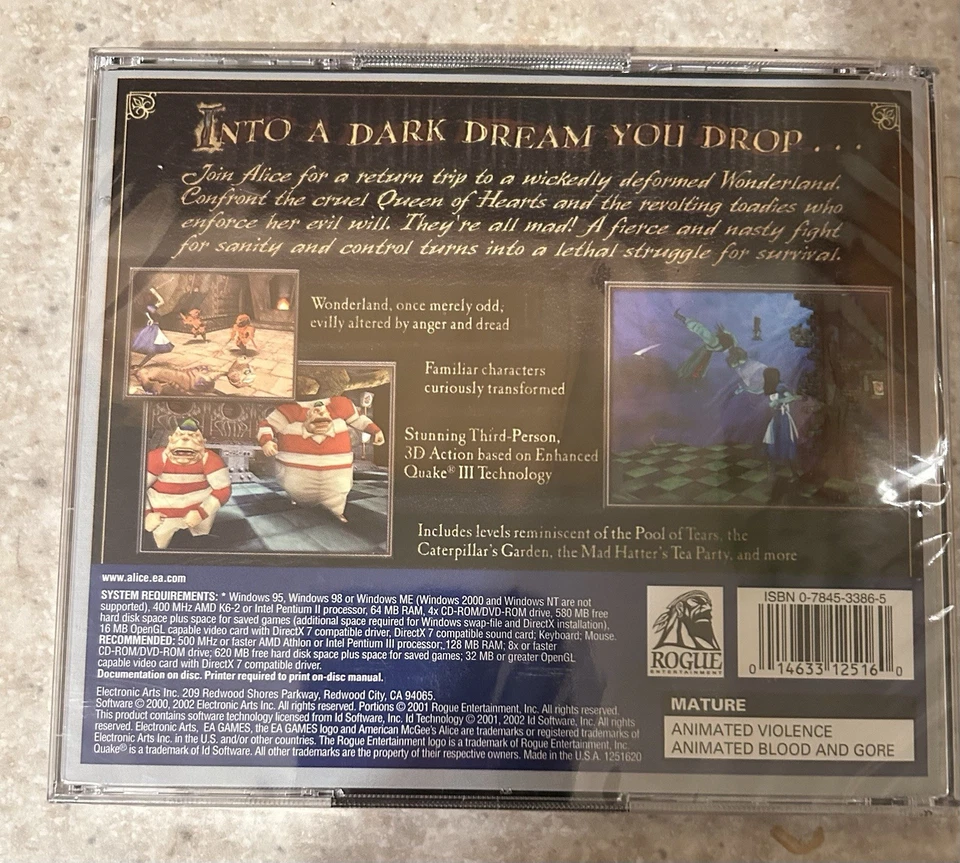 INTO A DARK DREAM YOU DROP...
Join Alice for a return trip to a wickedly deformed Wonderland.
Confront the cruel Queen of Hearts and the revolting toadies who
enforce her evil will. They're all mad! A fierce and nasty fight
for sanity and control turns into a lethal struggle for survival.
Wonderland, once merely odd,
evilly altered by anger and dread
Familiar characters
curiously transformed
Stunning Third-Person,
3D Action based on Enhanced
Quake® III Technology
Includes levels reminiscent of the Pool of Tears, the
Caterpillar's Garden, the Mad Hatter's Tea Party, and more
www.alice.ea.com
SYSTEM REQUIREMENTS: * Windows 95, Windows 98 or Windows ME (Windows 2000 and Windows NT are not
supported), 400 MHz AMD K6-2 or Intel Pentium II processor, 64 MB RAM, 4x CD-ROM/DVD-ROM drive, 580 MB free
hard disk space plus space for saved games (additional space required for Windows swap-file and DirectX installation),
16 MB OpenGL capable video card with DirectX 7 compatible driver, DirectX 7 compatible sound card; Keyboard; Mouse.
RECOMMENDED: 500 MHz or faster AMD Athlon or Intel Pentium III processor; 128 MB RAM; 8x or faster
CD-ROM/DVD-ROM drive; 620 MB free hard disk space plus space for saved games; 32 MB or greater OpenGL
capable video card with DirectX 7 compatible driver.
Documentation on disc. Printer required to print on-disc manual.
Electronic Arts Inc. 209 Redwood Shores Parkway, Redwood City, CA 94065.
Software © 2000, 2002 Electronic Arts Inc. All rights reserved. Portions © 2001 Rogue Entertainment, Inc. All rights reserved.
This product contains software technology licensed from Id Software, Inc. Id Technology © 2001, 2002 Id Software, Inc. All rights
reserved. Electronic Arts, EA GAMES, the EA GAMES logo and American McGee's Alice are trademarks or registered trademarks of
Electronic Arts Inc. in the U.S. and/or other countries. The Rogue Entertainment logo is a trademark of Rogue Entertainment, Inc.
Quake® is a trademark of Id Software. All other trademarks are the property of their respective owners. Made in the U.S.A. 1251620
ROGUE
ENTERTAINMENT
ISBN 0-7845-3386-5
0 14633 12516 0
MATURE
ANIMATED VIOLENCE
ANIMATED BLOOD AND GORE